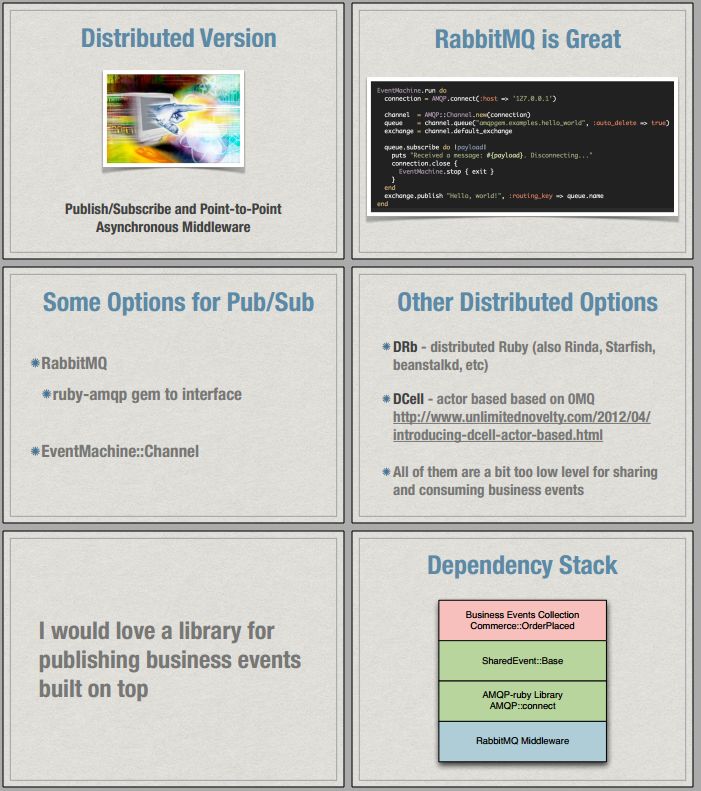 Distributed Version
Publish/Subscribe and Point-to-Point
Asynchronous Middleware
RabbitMQ is Great
EventMachine.run do
connection = AMQP.connect(:host => '127.0.0.1')
channel = AMQP::Channel.new(connection)
queue = channel.queue("amqpgem.examples.hello_world", :auto_delete => true)
exchange = channel.default_exchange
queue.subscribe do |payload|
puts "Received a message: #{payload}. Disconnecting..."
connection.close {
EventMachine.stop { exit }
}
end
exchange.publish "Hello, world!", :routing_key => queue.name
end
Some Options for Pub/Sub
RabbitMQ
ruby-amqp gem to interface
EventMachine::Channel
Other Distributed Options
DRb - distributed Ruby (also Rinda, Starfish,
beanstalkd, etc)
DCell - actor based based on 0MQ
http://www.unlimitednovelty.com/2012/04/
introducing-dcell-actor-based.html
All of them are a bit too low level for sharing
and consuming business events
I would love a library for
publishing business events
built on top
Dependency Stack
Business Events Collection
Commerce::OrderPlaced
SharedEvent::Base
AMQP-ruby Library
AMQP::connect
RabbitMQ Middleware